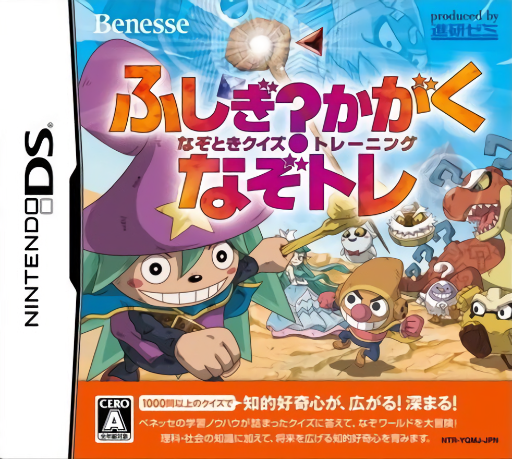 Benesse
produced by
進研ゼミ
ふしぎ?かがく
なぞときクイズ トレーニング
なぞトレ
NINTENDO DS
CERO
A
全年齢対象
1000問以上のクイズで 知的好奇心が、広がる! 深まる!
ベネッセの学習ノウハウが詰まったクイズに答えて、なぞワールドを大冒険!
理科・社会の知識に加えて、将来を広げる知的好奇心を育みます。
NTR-YQMJ-JPN